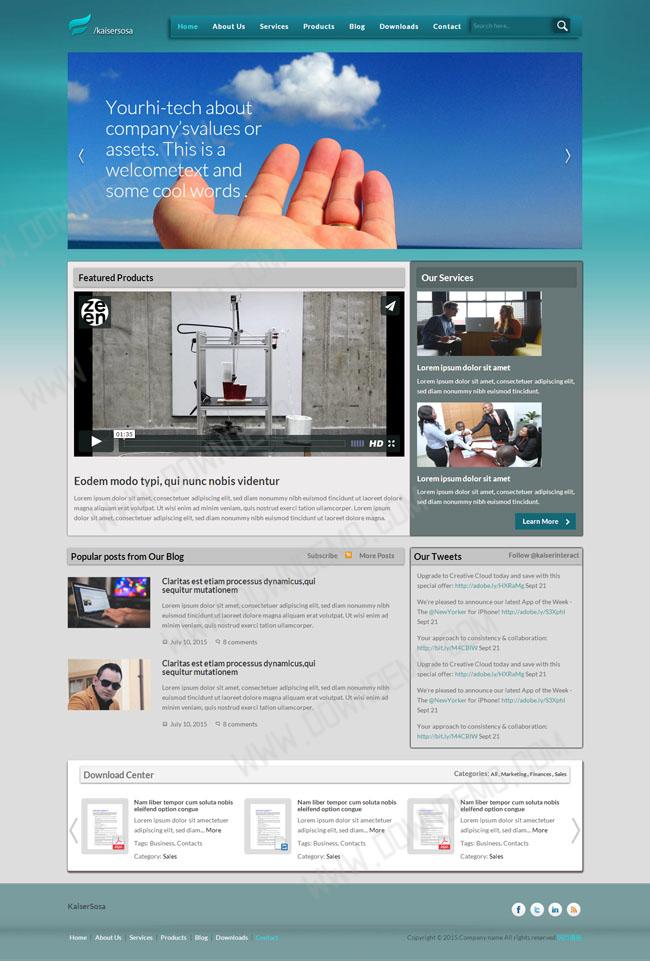 /kaisersosa
Home About Us Services Products Blog Downloads Contact Search here...
Yourhi-tech about
company'svalues or
assets. This is a
welcometext and
some cool words .
Featured Products
zeen
01:35
HD
Eodem modo typi, qui nunc nobis videntur
Lorem ipsum dolor sit amet, consectetuer adipiscing elit, sed diam nonummy nibh euismod tincidunt ut laoreet dolore
magna aliquam erat volutpat. Ut wisi enim ad minim veniam, quis nostrud exerci tation ullamcorper. Lorem ipsum
dolor sit amet, consectetuer adipiscing elit, sed diam nonummy nibh euismod tincidunt ut laoreet dolore magna.
Our Services
Lorem ipsum dolor sit amet
Lorem ipsum dolor sit amet, consectetuer adipiscing elit,
sed diam nonummy nibh euismod tincidunt.
Lorem ipsum dolor sit amet
Lorem ipsum dolor sit amet, consectetuer adipiscing elit,
sed diam nonummy nibh euismod tincidunt.
Learn More
Popular posts from Our Blog Subscribe More Posts
Claritas est etiam processus dynamicus,qui
sequitur mutationem
Lorem ipsum dolor sit amet, consectetuer adipiscing elit, sed diam nonummy nibh
euismod tincidunt ut laoreet dolore magna aliquam erat volutpat. Ut wisi enim ad
minim veniam, quis nostrud exerci tation ullamcorper.
July 10, 2015 8 comments
Claritas est etiam processus dynamicus,qui
sequitur mutationem
Lorem ipsum dolor sit amet, consectetuer adipiscing elit, sed diam nonummy nibh
euismod tincidunt ut laoreet dolore magna aliquam erat volutpat. Ut wisi enim ad
minim veniam, quis nostrud exerci tation ullamcorper.
July 10, 2015 8 comments
Our Tweets Follow @kaiserinteract
Upgrade to Creative Cloud today and save with this
special offer: http://adobe.ly/HXRaMg Sept 21
We're pleased to announce our latest App of the Week -
The @NewYorker for iPhone! http://adobe.ly/S3XphI
Sept 21
Your approach to consistency & collaboration:
http://bit.ly/M4CBIW Sept 21
Upgrade to Creative Cloud today and save with this
special offer: http://adobe.ly/HXRaMg Sept 21
We're pleased to announce our latest App of the Week -
The @NewYorker for iPhone! http://adobe.ly/S3XphI
Sept 21
Your approach to consistency & collaboration:
http://bit.ly/M4CBIW Sept 21
Download Center Categories: All , Marketing , Finances , Sales
Nam liber tempor cum soluta nobis
eleifend option congue
Lorem ipsum dolor sit ametuer
adipiscing elit, sed diam... More
Tags: Business, Contacts
Category: Sales
PDF
Nam liber tempor cum soluta nobis
eleifend option congue
Lorem ipsum dolor sit ametuer
adipiscing elit, sed diam... More
Tags: Business, Contacts
Category: Sales
Nam liber tempor cum soluta nobis
eleifend option congue
Lorem ipsum dolor sit ametuer
adipiscing elit, sed diam... More
Tags: Business, Contacts
Category: Sales
PDF
KaiserSosa
Home | About Us | Services | Products | Blog | Downloads | Contact
Copyright © 2015.Company name All rights reserved.
WWW.DOWNDEMO.COM